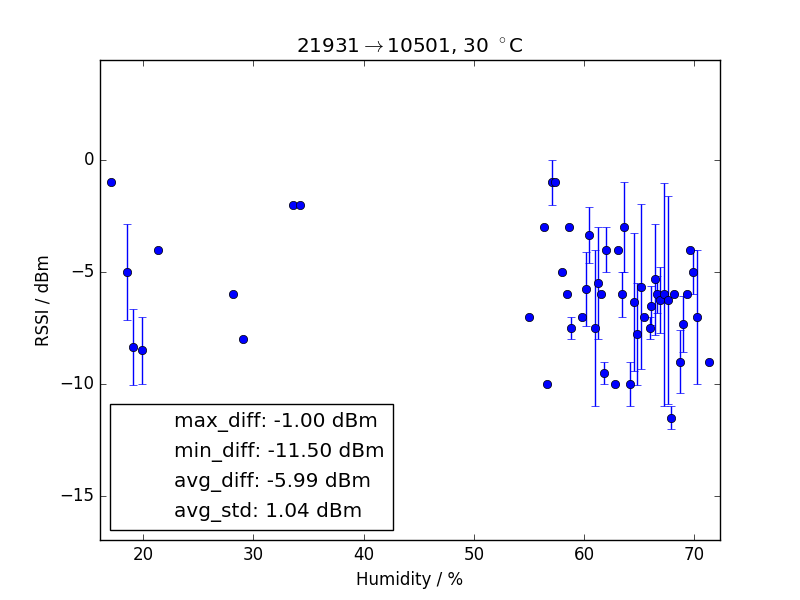 21931→10501, 30 °C
RSSI / dBm
0
−5
−10
−15
max_diff: -1.00 dBm
min_diff: -11.50 dBm
avg_diff: -5.99 dBm
avg_std: 1.04 dBm
20 30 40 50 60 70
Humidity / %